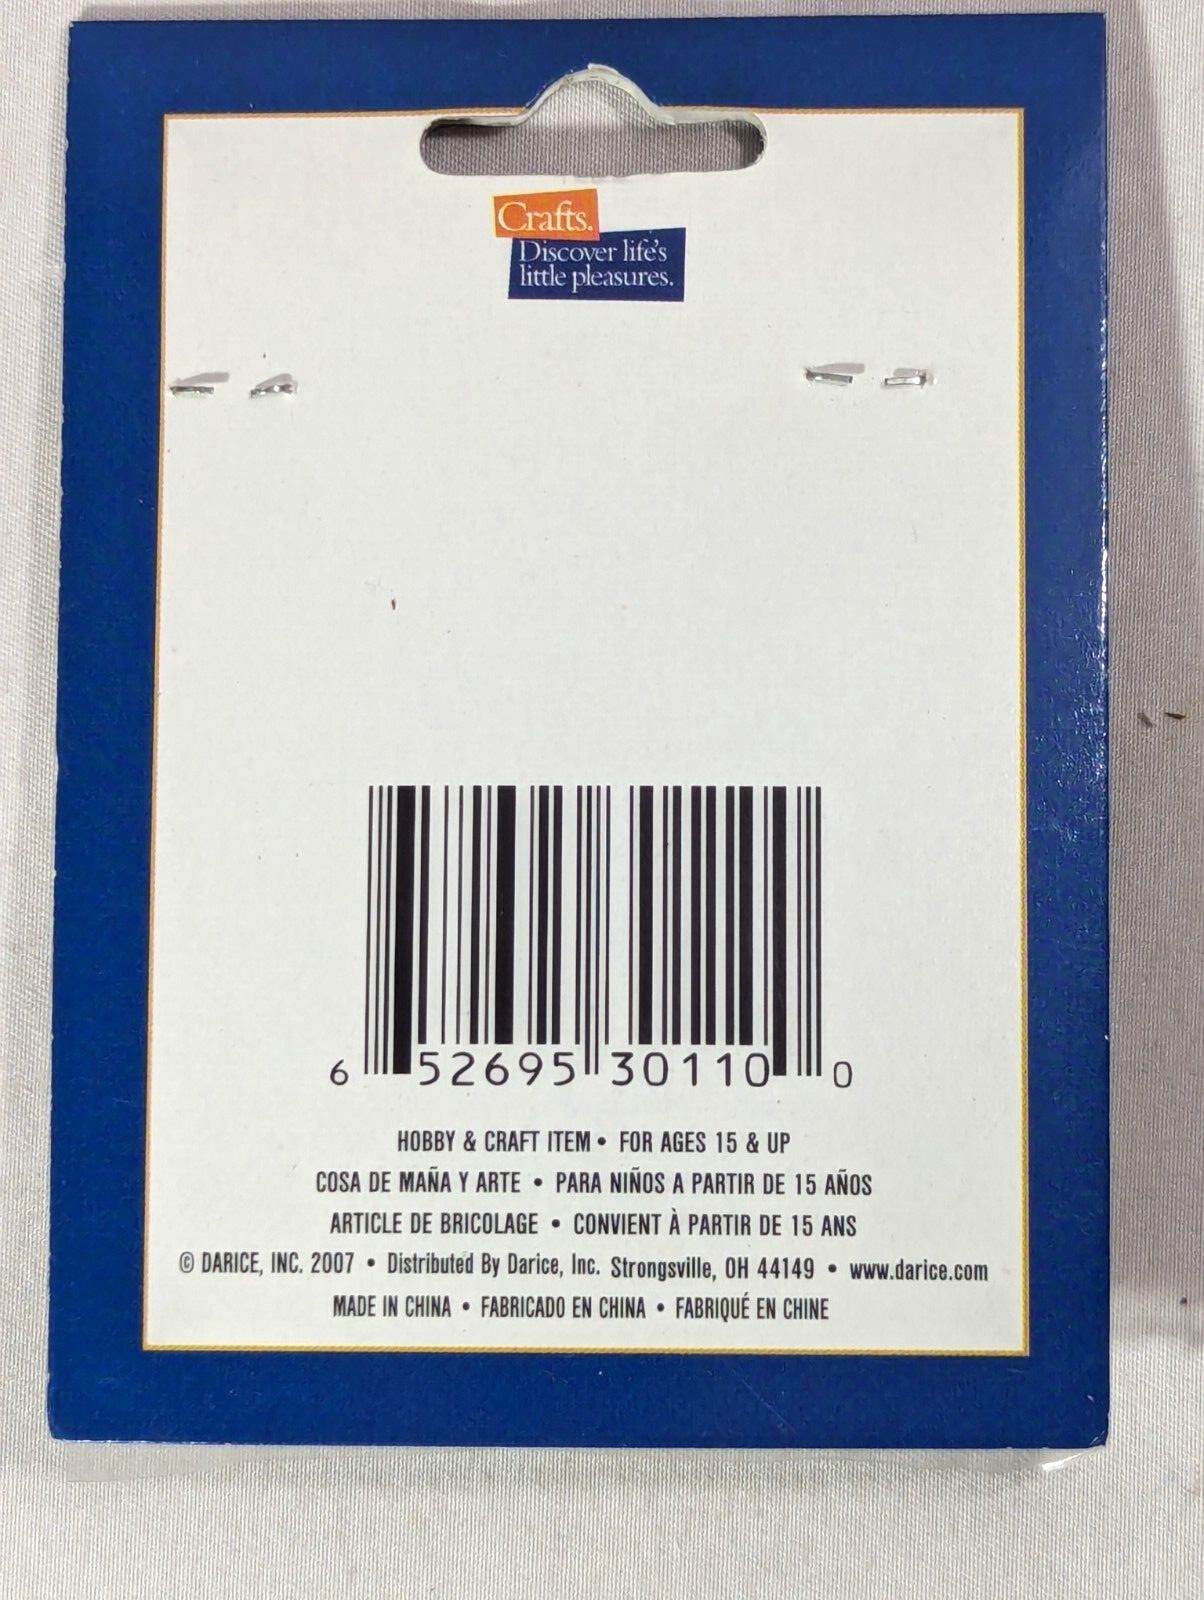 Crafts.
Discover life's
little pleasures.
6 52695 30110 0
HOBBY & CRAFT ITEM • FOR AGES 15 & UP
COSA DE MAÑA Y ARTE • PARA NIÑOS A PARTIR DE 15 AÑOS
ARTICLE DE BRICOLAGE • CONVIENT À PARTIR DE 15 ANS
© DARICE, INC. 2007 • Distributed By Darice, Inc. Strongsville, OH 44149 • www.darice.com
MADE IN CHINA • FABRICADO EN CHINA • FABRIQUÉ EN CHINE